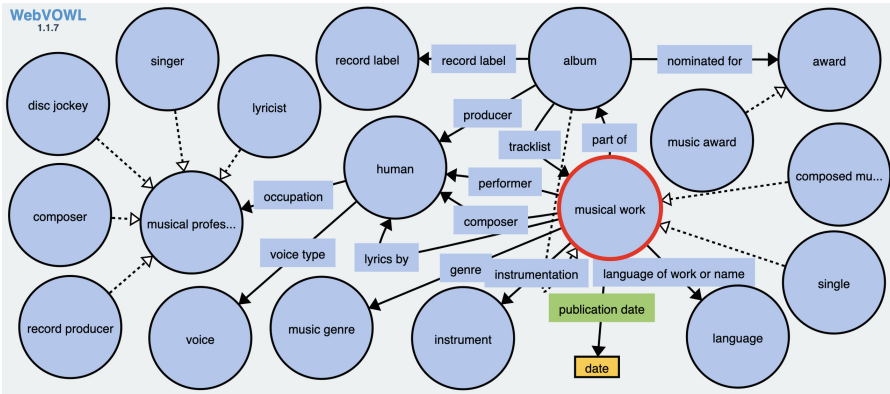 WebVOWL
1.1.7
singer
record label
record label
album
nominated for
award
disc jockey
lyricist
producer
tracklist
part of
music award
human
performer
composed mu...
occupation
composer
musical work
composer
musical profes...
voice type
lyrics by
genre
instrumentation
language of work or name
single
publication date
record producer
voice
music genre
instrument
language
date